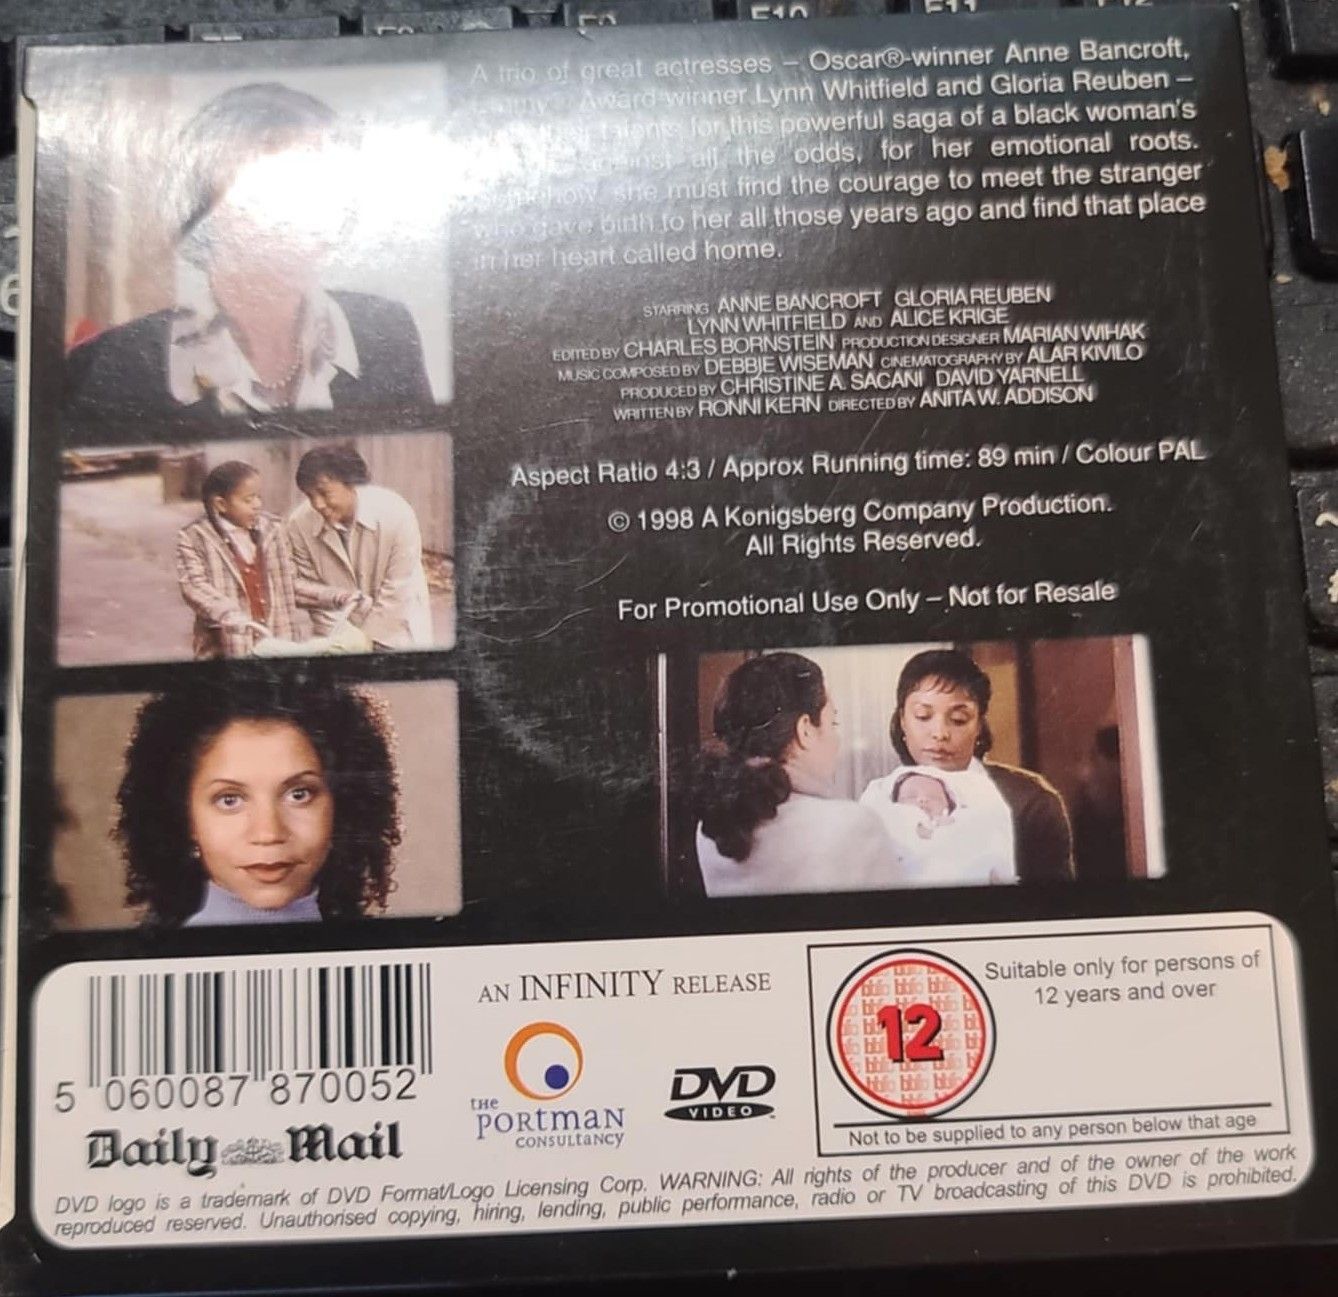 A trio of great actresses – Oscar®-winner Anne Bancroft,
Award-winner Lynn Whitfield and Gloria Reuben –
talents for this powerful saga of a black woman's
against all the odds, for her emotional roots.
Somehow, she must find the courage to meet the stranger
who gave birth to her all those years ago and find that place
in her heart called home.
STARRING ANNE BANCROFT GLORIA REUBEN
LYNN WHITFIELD AND ALICE KRIGE
EDITED BY CHARLES BORNSTEIN PRODUCTION DESIGNER MARIAN WIHAK
MUSIC COMPOSED BY DEBBIE WISEMAN CINEMATOGRAPHY BY ALAR KIVILO
PRODUCED BY CHRISTINE A. SACANI DAVID YARNELL
WRITTEN BY RONNI KERN DIRECTED BY ANITA W. ADDISON
Aspect Ratio 4:3 / Approx Running time: 89 min / Colour PAL
© 1998 A Konigsberg Company Production.
All Rights Reserved.
For Promotional Use Only – Not for Resale
5 060087 870052
Daily Mail
AN INFINITY RELEASE
THE
PORTMAN
CONSULTANCY
DVD
VIDEO
12
Suitable only for persons of
12 years and over
Not to be supplied to any person below that age
DVD logo is a trademark of DVD Format/Logo Licensing Corp. WARNING: All rights of the producer and of the owner of the work
reproduced reserved. Unauthorised copying, hiring, lending, public performance, radio or TV broadcasting of this DVD is prohibited.
F10
F11
6